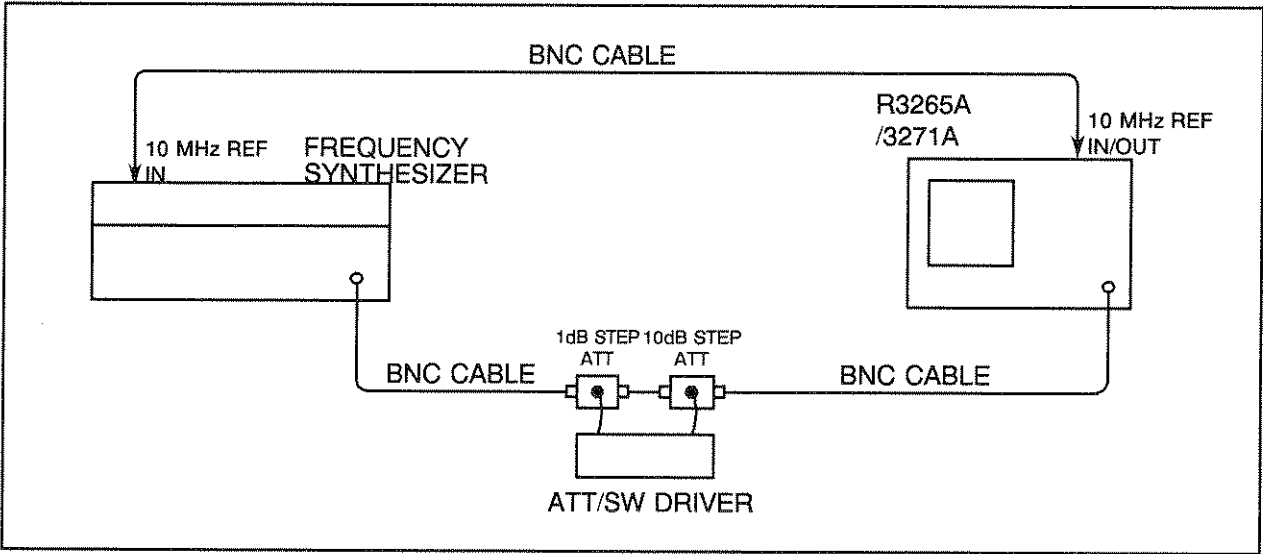 BNC CABLE
R3265A
/3271A
10 MHz REF
IN/OUT
10 MHz REF
IN
FREQUENCY
SYNTHESIZER
1dB STEP
ATT
10dB STEP
ATT
BNC CABLE
BNC CABLE
ATT/SW DRIVER